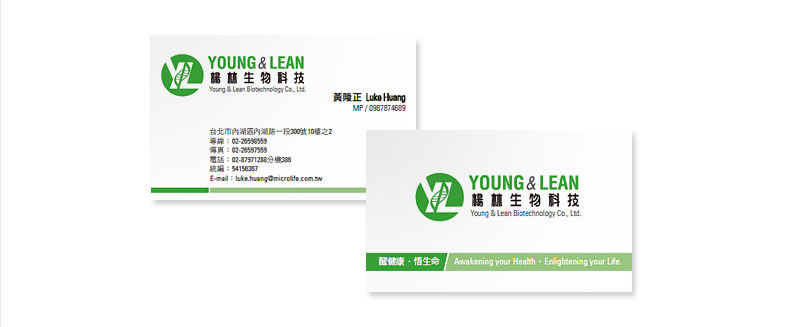 YOUNG & LEAN
楊林生物科技
Young & Lean Biotechnology Co., Ltd.
黃隆正 Luke Huang
MP / 0987874689
台北市內湖區內湖路一段300號10樓之2
專線：02-26598559
傳真：02-26597559
電話：02-87971288分機386
統編：54156367
E-mail：luke.huang@microlife.com.tw
YL
YOUNG & LEAN
楊林生物科技
Young & Lean Biotechnology Co., Ltd.
醒健康・悟生命
Awakening your Health・Enlightening your Life.